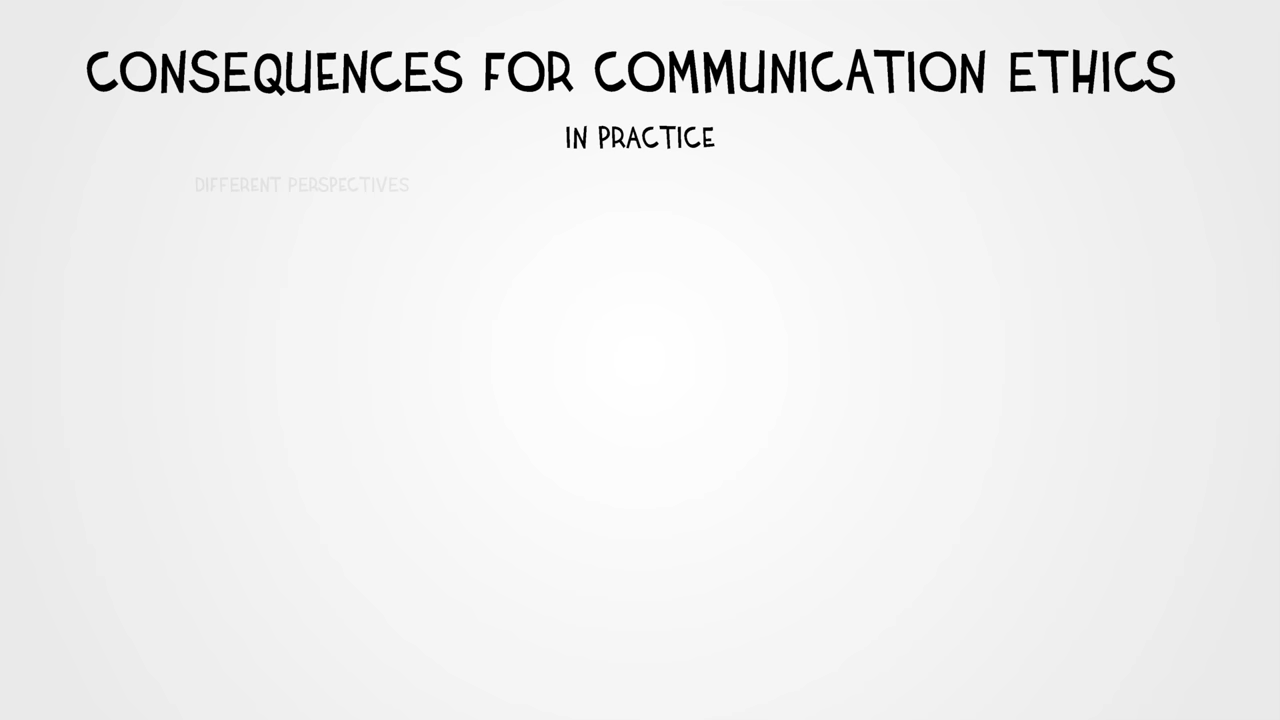 CONSEQUENCES FOR COMMUNICATION ETHICS
IN PRACTICE
DIFFERENT PERSPECTIVES